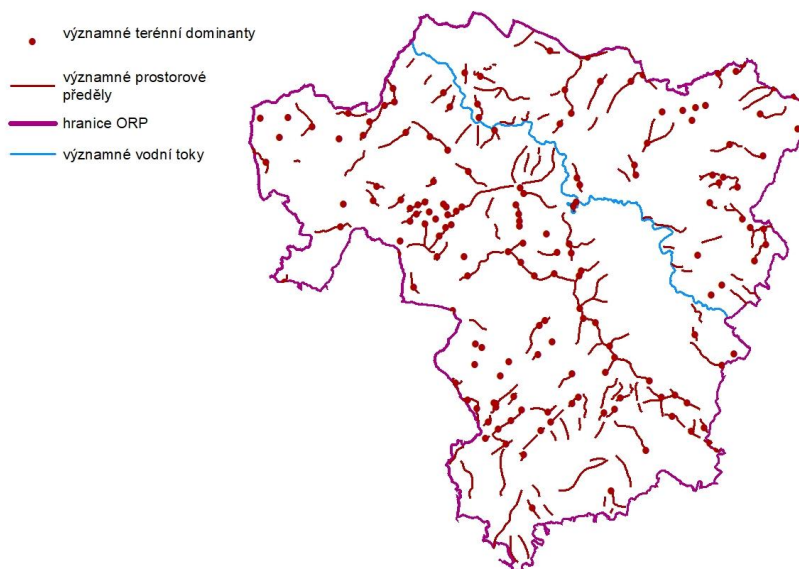 významné terénní dominanty
významné prostorové
předěly
hranice ORP
významné vodní toky